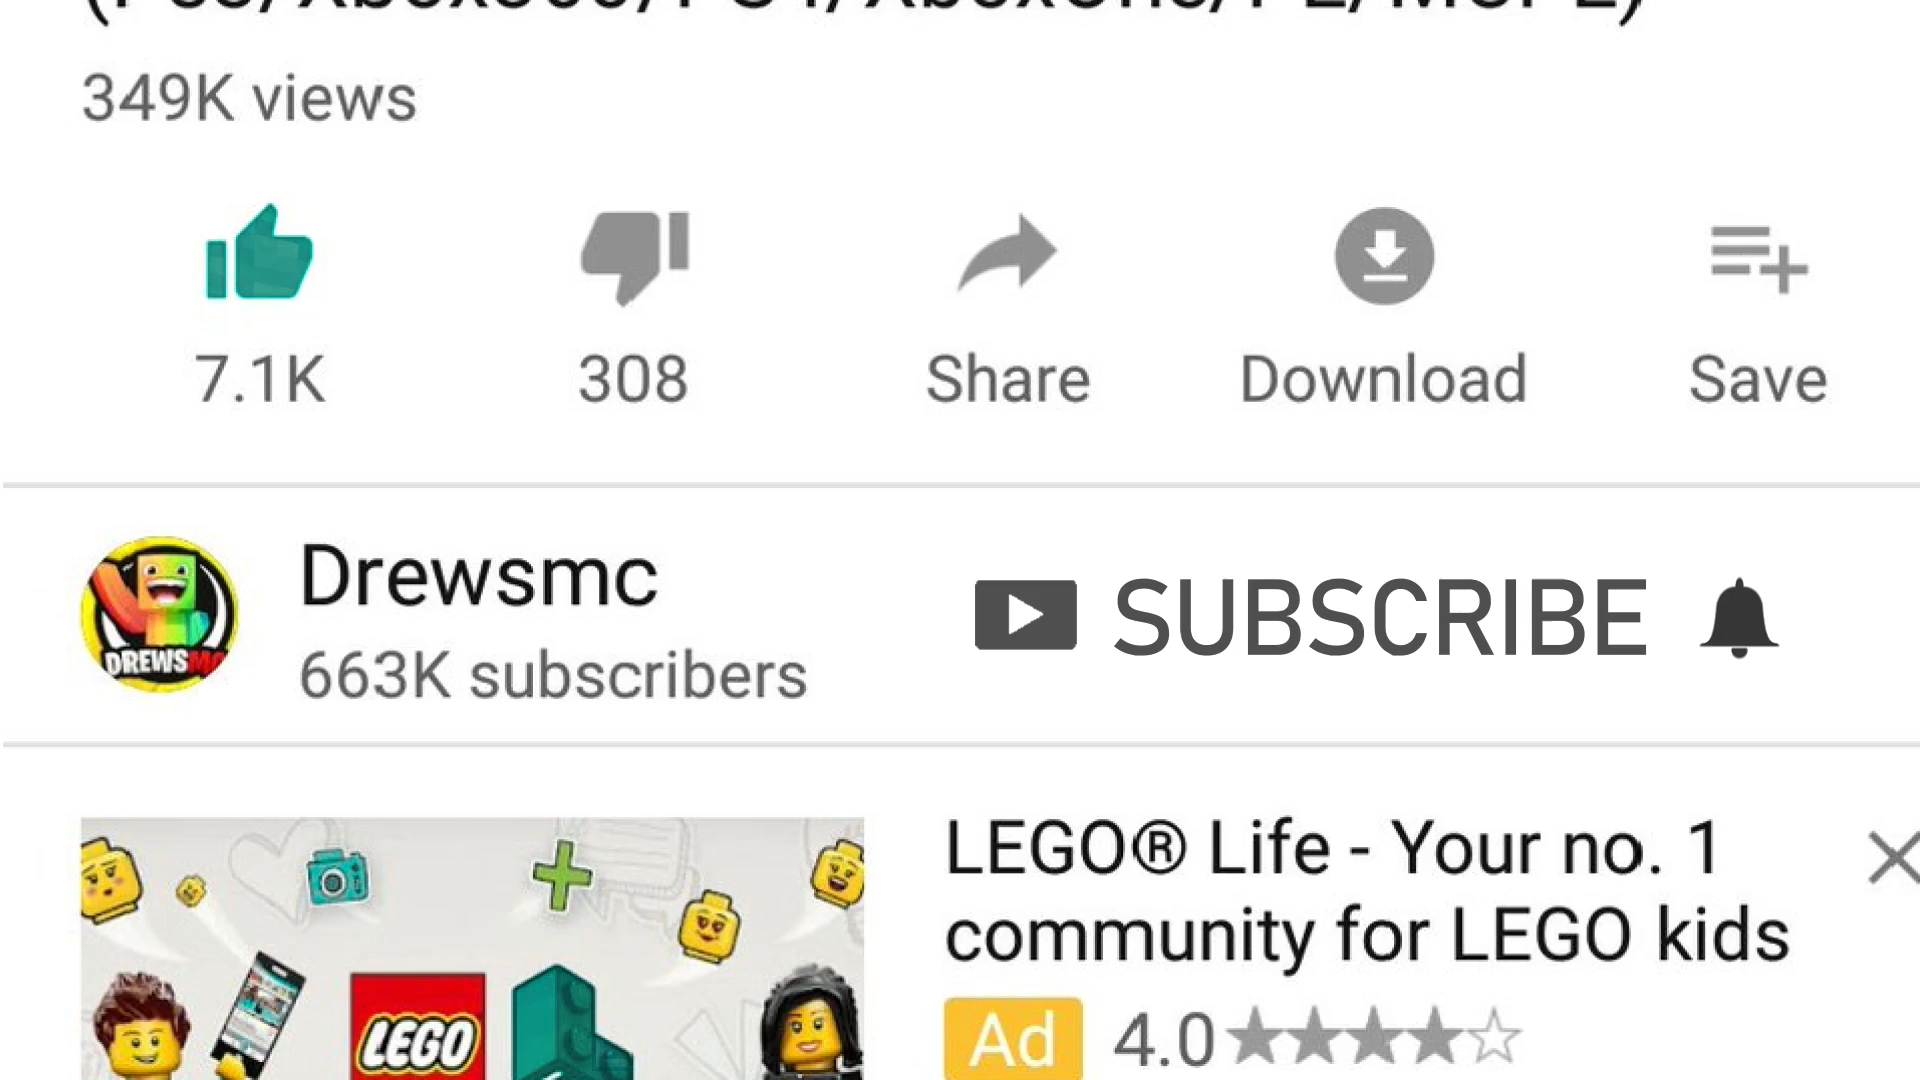 349K views
7.1K
308
Share
Download
Save
Drewsmc
663K subscribers
SUBSCRIBE
DREWSMC
LEGO® Life - Your no. 1
community for LEGO kids
Ad 4.0
LEGO